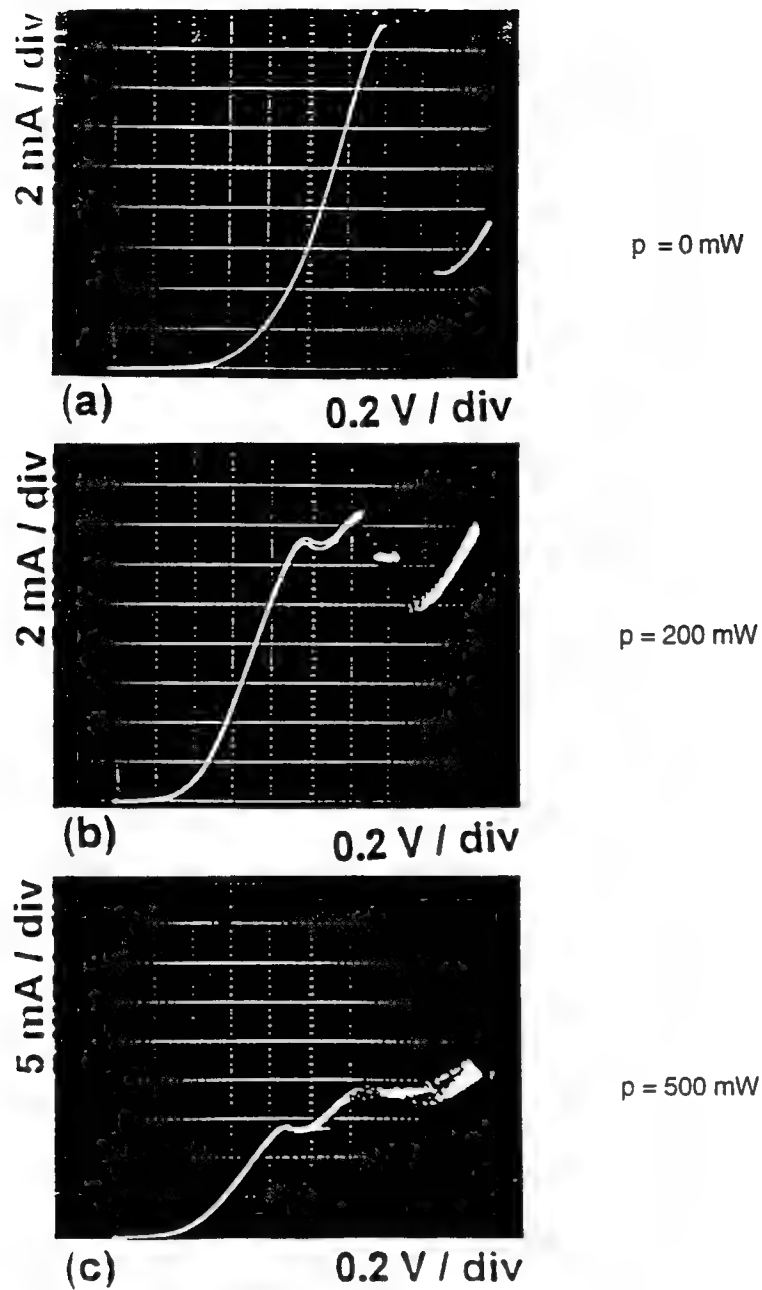 2 mA / div
p = 0 mW
(a)
0.2 V / div
2 mA / div
p = 200 mW
(b)
0.2 V / div
5 mA / div
p = 500 mW
(c)
0.2 V / div